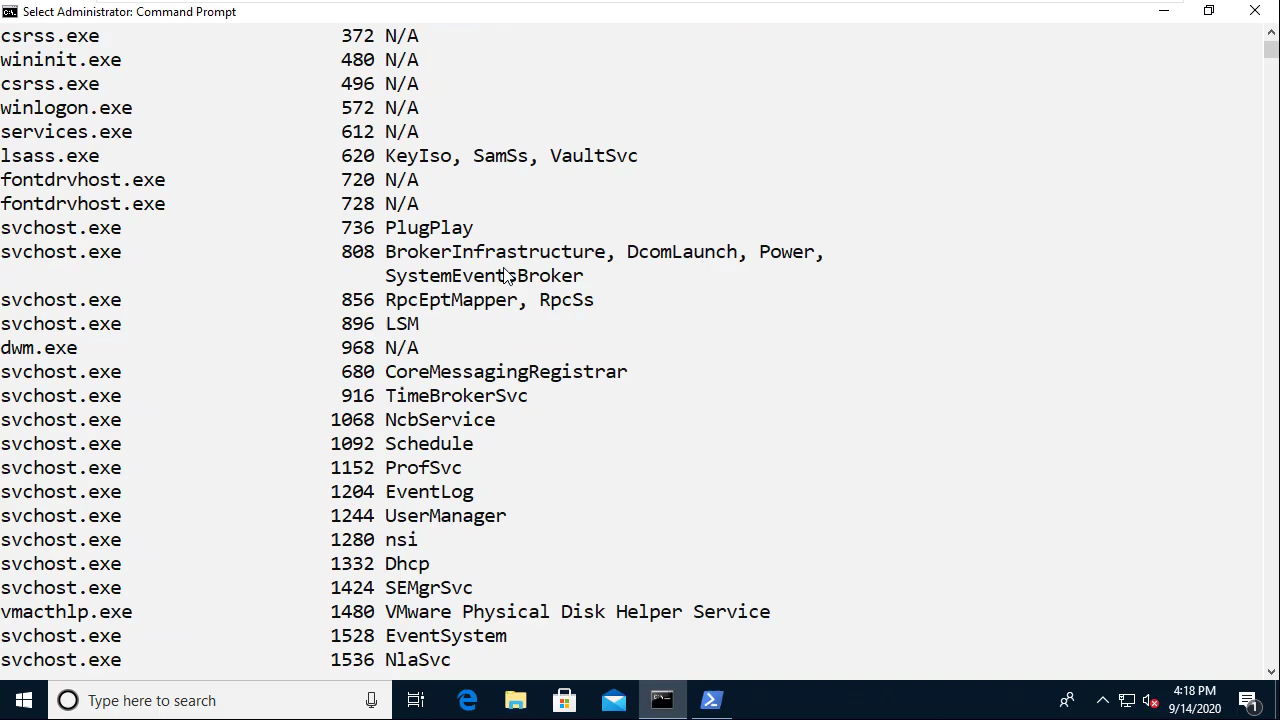 Select Administrator: Command Prompt
csrss.exe 372 N/A
wininit.exe 480 N/A
csrss.exe 496 N/A
winlogon.exe 572 N/A
services.exe 612 N/A
lsass.exe 620 KeyIso, SamSs, VaultSvc
fontdrvhost.exe 720 N/A
fontdrvhost.exe 728 N/A
svchost.exe 736 PlugPlay
svchost.exe 808 BrokerInfrastructure, DcomLaunch, Power,
SystemEventsBroker
svchost.exe 856 RpcEptMapper, RpcSs
svchost.exe 896 LSM
dwm.exe 968 N/A
svchost.exe 680 CoreMessagingRegistrar
svchost.exe 916 TimeBrokerSvc
svchost.exe 1068 NcbService
svchost.exe 1092 Schedule
svchost.exe 1152 ProfSvc
svchost.exe 1204 EventLog
svchost.exe 1244 UserManager
svchost.exe 1280 nsi
svchost.exe 1332 Dhcp
svchost.exe 1424 SEMgrSvc
vmacthlp.exe 1480 VMware Physical Disk Helper Service
svchost.exe 1528 EventSystem
svchost.exe 1536 NlaSvc
Type here to search
4:18 PM
9/14/2020
1